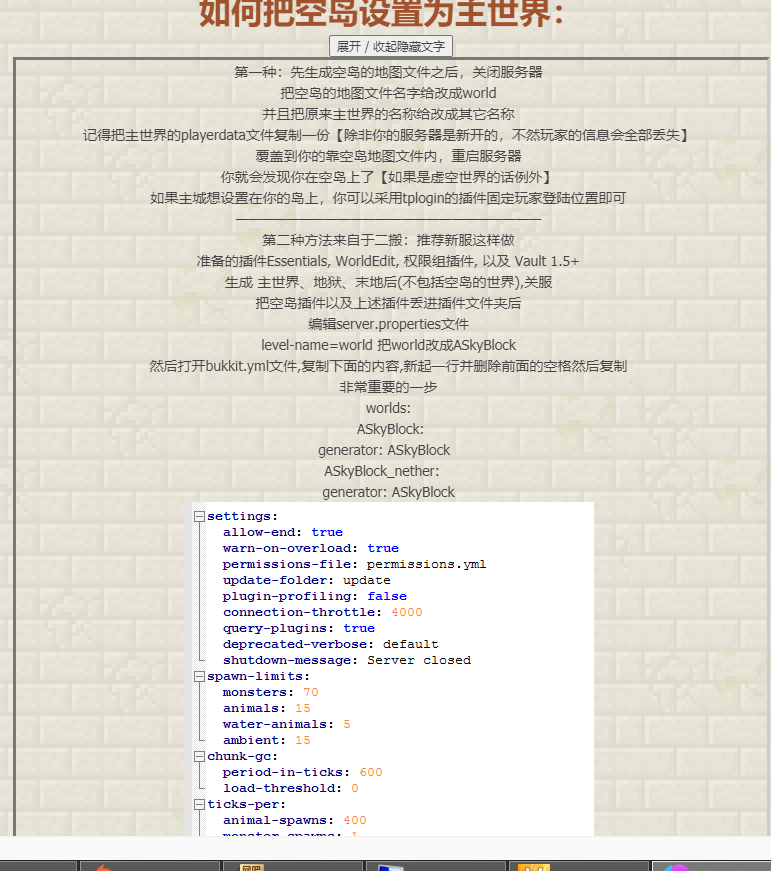 如何把空岛设置为主世界：
展开 / 收起隐藏文字
第一种：先生成空岛的地图文件之后，关闭服务器
把空岛的地图文件名字给改成world
并且把原来主世界的名称给改成其它名称
记得把主世界的playerdata文件复制一份【除非你的服务器是新开的，不然玩家的信息会全部丢失】
覆盖到你的靠空岛地图文件内，重启服务器
你就会发现你在空岛上了【如果是虚空世界的话例外】
如果主城想设置在你的岛上，你可以采用tplogin的插件固定玩家登陆位置即可
第二种方法来自于二搬：推荐新服这样做
准备的插件Essentials, WorldEdit, 权限组插件, 以及 Vault 1.5+
生成 主世界、地狱、末地后(不包括空岛的世界),关服
把空岛插件以及上述插件丢进插件文件夹后
编辑server.properties文件
level-name=world 把world改成ASkyBlock
然后打开bukkit.yml文件,复制下面的内容,新起一行并删除前面的空格然后复制
非常重要的一步
worlds:
ASkyBlock:
generator: ASkyBlock
ASkyBlock_nether:
generator: ASkyBlock
settings:
allow-end: true
warn-on-overload: true
permissions-file: permissions.yml
update-folder: update
plugin-profiling: false
connection-throttle: 4000
query-plugins: true
deprecated-verbose: default
shutdown-message: Server closed
spawn-limits:
monsters: 70
animals: 15
water-animals: 5
ambient: 15
chunk-gc:
period-in-ticks: 600
load-threshold: 0
ticks-per:
animal-spawns: 400
monster-spawns: 1